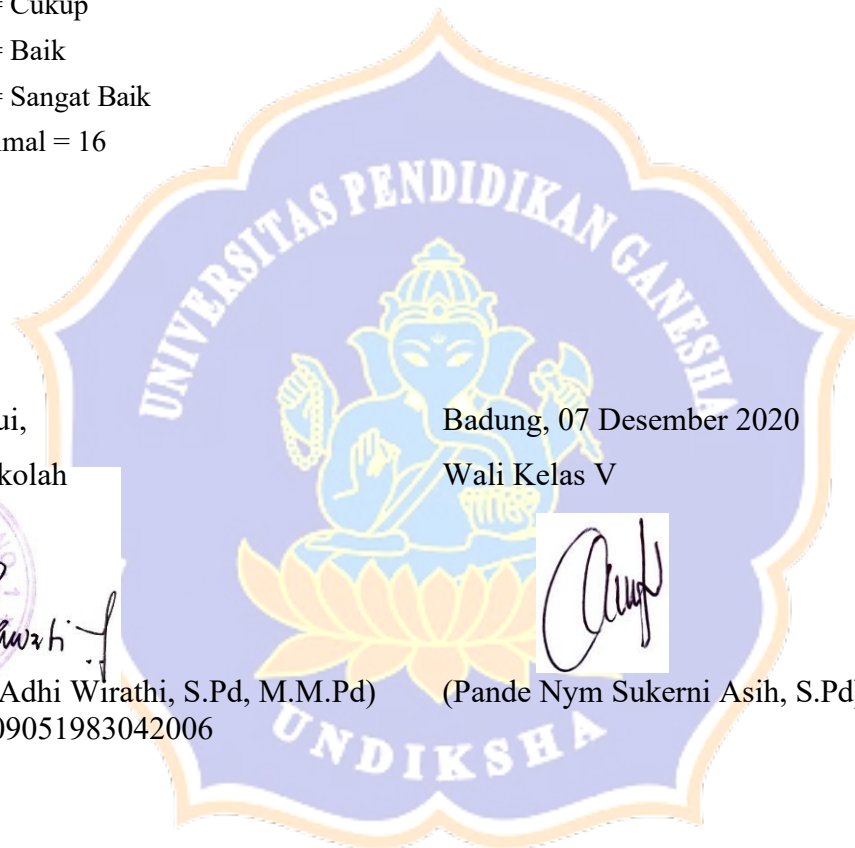 = Cukup
= Baik
= Sangat Baik
mal = 16
UNIVERSITAS PENDIDIKAN GANESHA
ui,
Badung, 07 Desember 2020
kolah
Wali Kelas V
Adhi Wirathi, S.Pd, M.M.Pd)
(Pande Nym Sukerni Asih, S.Pd)
09051983042006
UNDIKSHA